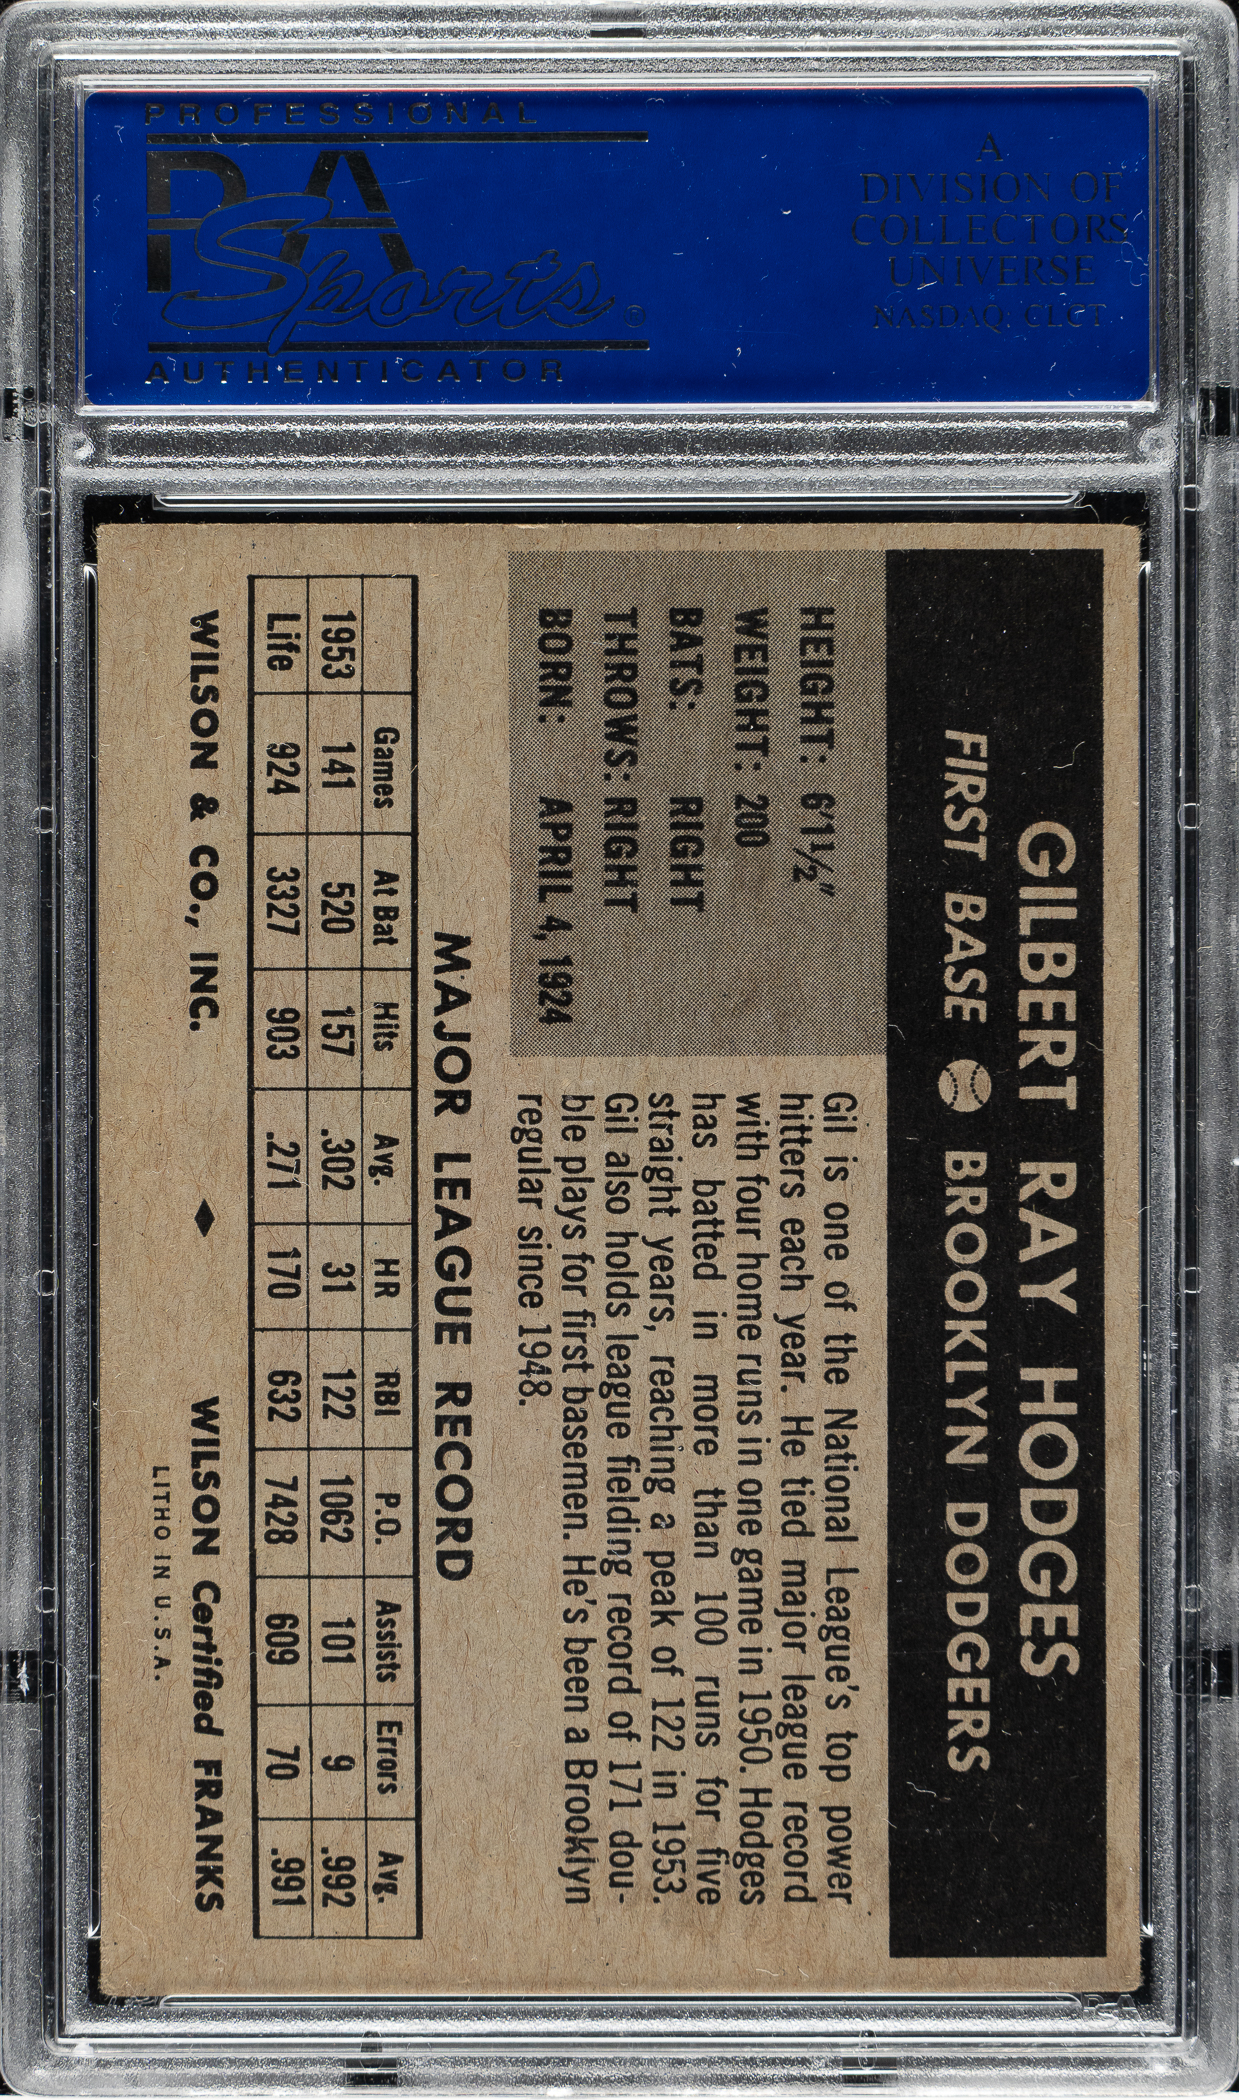 PROFESSIONAL
PSA
Sports ©
AUTHENTICATOR
A
DIVISION OF
COLLECTORS
UNIVERSE
NASDAQ: CLCT
GILBERT RAY HODGES
FIRST BASE BROOKLYN DODGERS
HEIGHT: 6'1½"
WEIGHT: 200
BATS: RIGHT
THROWS: RIGHT
BORN: APRIL 4, 1924
Gil is one of the National League's top power
hitters each year. He tied major league record
with four home runs in one game in 1950. Hodges
has batted in more than 100 runs for five
straight years, reaching a peak of 122 in 1953.
Gil also holds league fielding record of 171 dou-
ble plays for first basemen. He's been a Brooklyn
regular since 1948.
MAJOR LEAGUE RECORD
Games At Bat Hits Avg. HR RBI P.O. Assists Errors Avg.
1953 141 520 157 .302 31 122 1062 101 9 .992
Life 924 3327 903 .271 170 632 7428 609 70 .991
WILSON & CO., INC. ♦ WILSON Certified FRANKS
LITHO IN U.S.A.
PSA